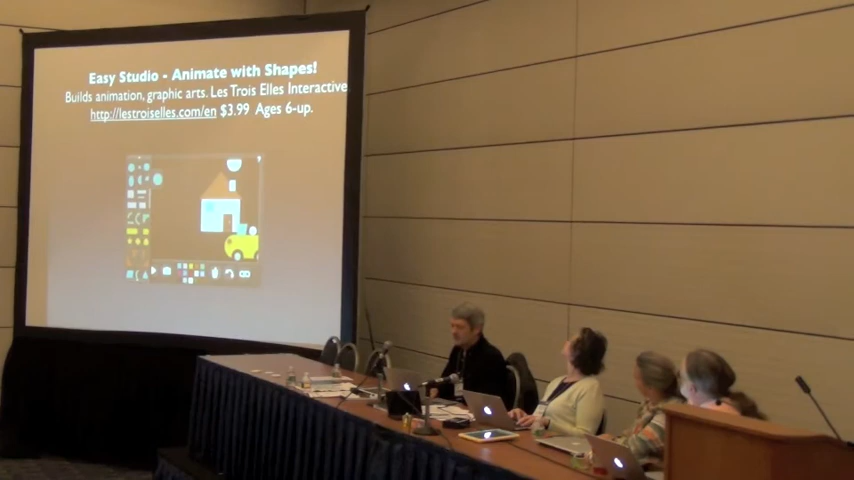 Easy Studio - Animate with Shapes!
Builds animation, graphic arts. Les Trois Elles Interactive
http://lestroiselles.com/en $3.99 Ages 6-up.